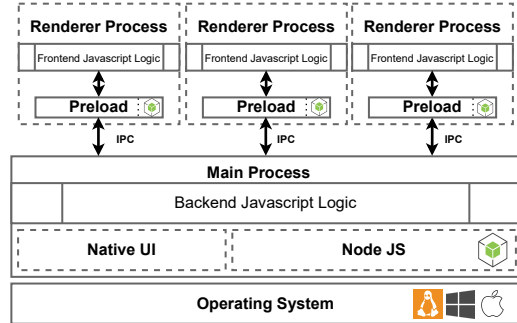 Renderer Process Renderer Process Renderer Process
Frontend Javascript Logic Frontend Javascript Logic Frontend Javascript Logic
Preload Preload Preload
IPC IPC IPC
Main Process
Backend Javascript Logic
Native UI Node JS
Operating System